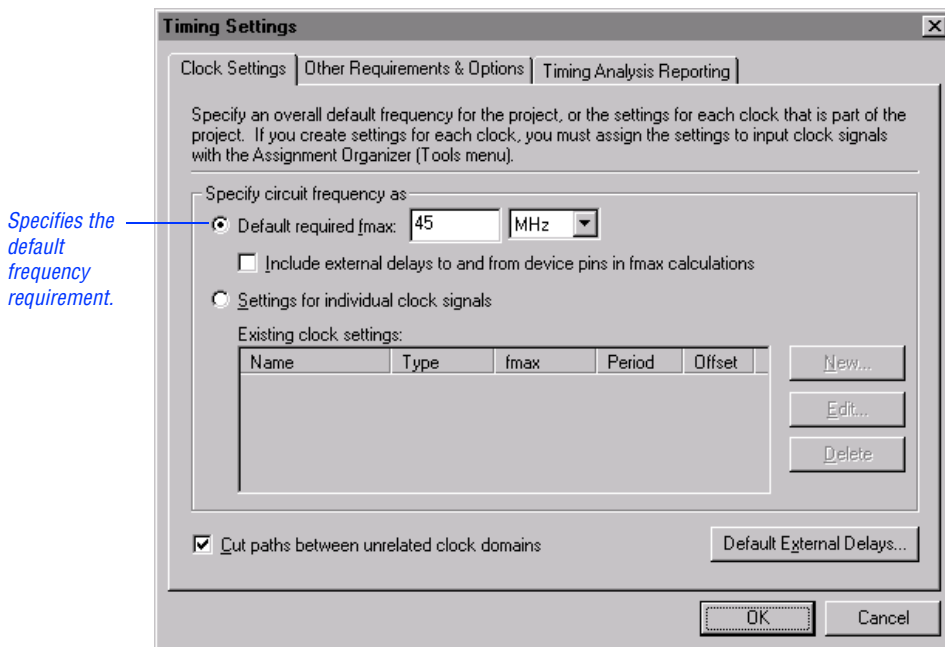 Timing Settings
Clock Settings
Other Requirements & Options
Timing Analysis Reporting
Specify an overall default frequency for the project, or the settings for each clock that is part of the
project. If you create settings for each clock, you must assign the settings to input clock signals
with the Assignment Organizer (Tools menu).
Specify circuit frequency as
Specifies the
default
frequency
requirement.
Default required fmax: 45 MHz
Include external delays to and from device pins in fmax calculations
Settings for individual clock signals
Existing clock settings:
Name Type fmax Period Offset
New...
Edit...
Delete
Cut paths between unrelated clock domains
Default External Delays...
OK
Cancel